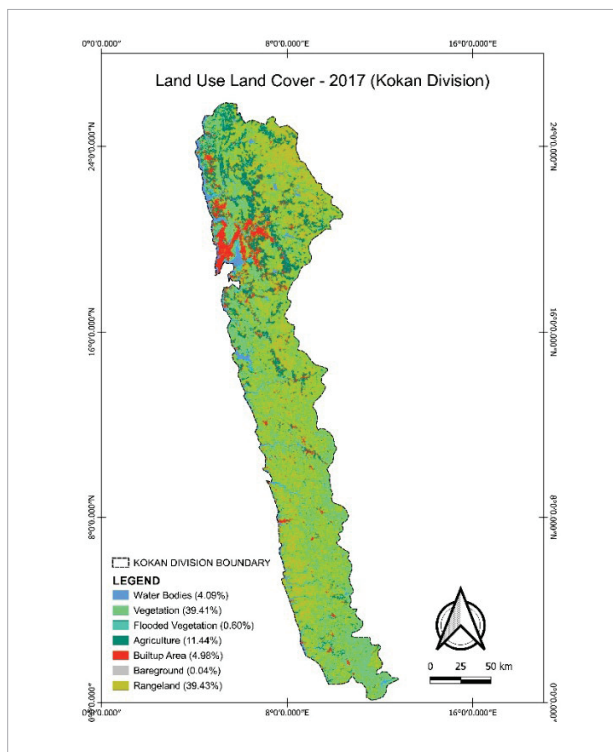 0°0'0.000" 8°0'0.000"E 16°0'0.000"E
Land Use Land Cover - 2017 (Kokan Division)
24°0'0.000"N 24°0'0.000"N
16°0'0.000"N 16°0'0.000"N
8°0'0.000"N 8°0'0.000"N
KOKAN DIVISION BOUNDARY
LEGEND
Water Bodies (4.09%)
Vegetation (39.41%)
Flooded Vegetation (0.60%)
Agriculture (11.44%)
Builtup Area (4.98%)
Bareground (0.04%)
Rangeland (39.43%)
0 25 50 km
0°0'0.000" 0°0'0.000"
0°0'0.000" 8°0'0.000"E 16°0'0.000"E